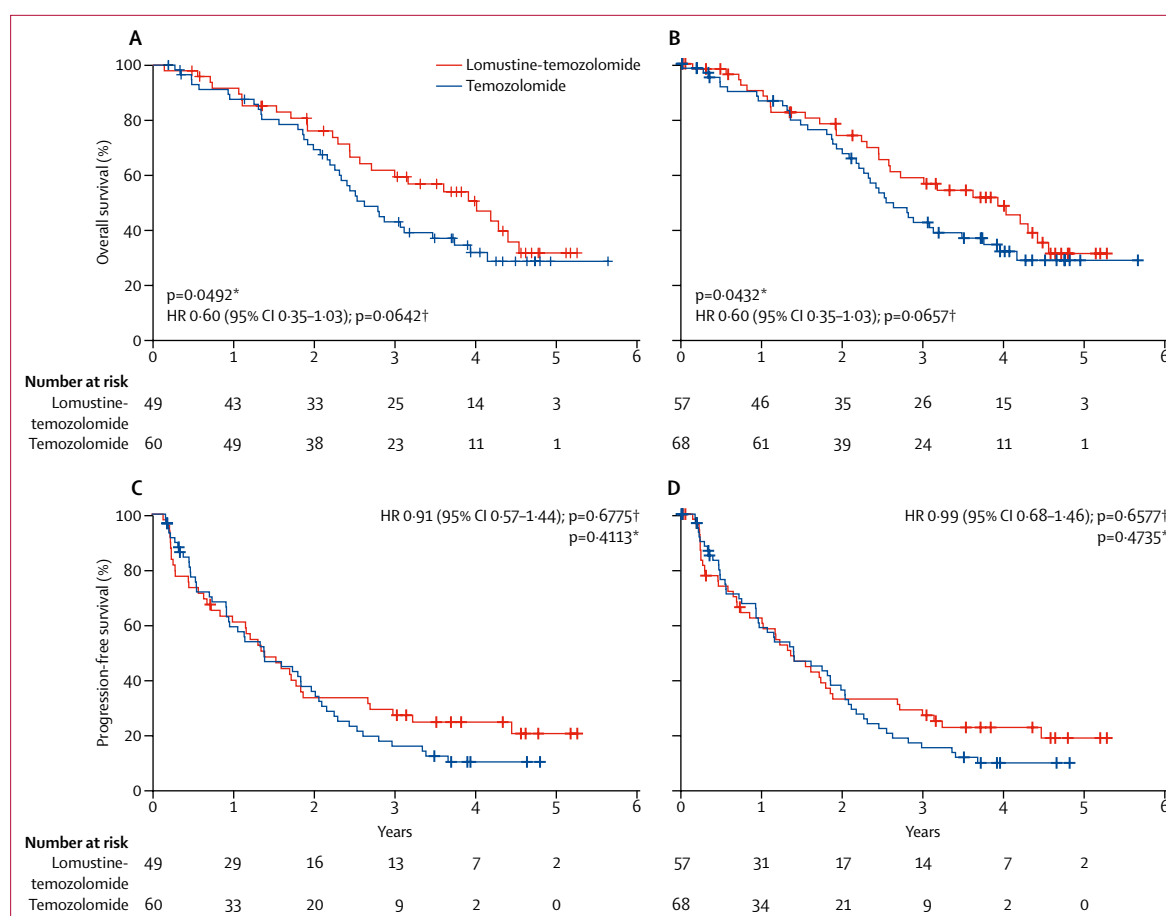 A
B
Overall survival (%)
100
80
60
40
20
0
Lomustine-temozolomide
Temozolomide
p=0·0492*
HR 0·60 (95% CI 0·35–1·03); p=0·0642†
0 1 2 3 4 5 6
p=0·0432*
HR 0·60 (95% CI 0·35–1·03); p=0·0657†
0 1 2 3 4 5 6
Number at risk
Lomustine-
temozolomide
49 43 33 25 14 3
57 46 35 26 15 3
Temozolomide 60 49 38 23 11 1
68 61 39 24 11 1
C
D
Progression-free survival (%)
100
80
60
40
20
0
HR 0·91 (95% CI 0·57–1·44); p=0·6775†
p=0·4113*
0 1 2 3 4 5 6
Years
HR 0·99 (95% CI 0·68–1·46); p=0·6577†
p=0·4735*
0 1 2 3 4 5 6
Years
Number at risk
Lomustine-
temozolomide
49 29 16 13 7 2
57 31 17 14 7 2
Temozolomide 60 33 20 9 2 0
68 34 21 9 2 0